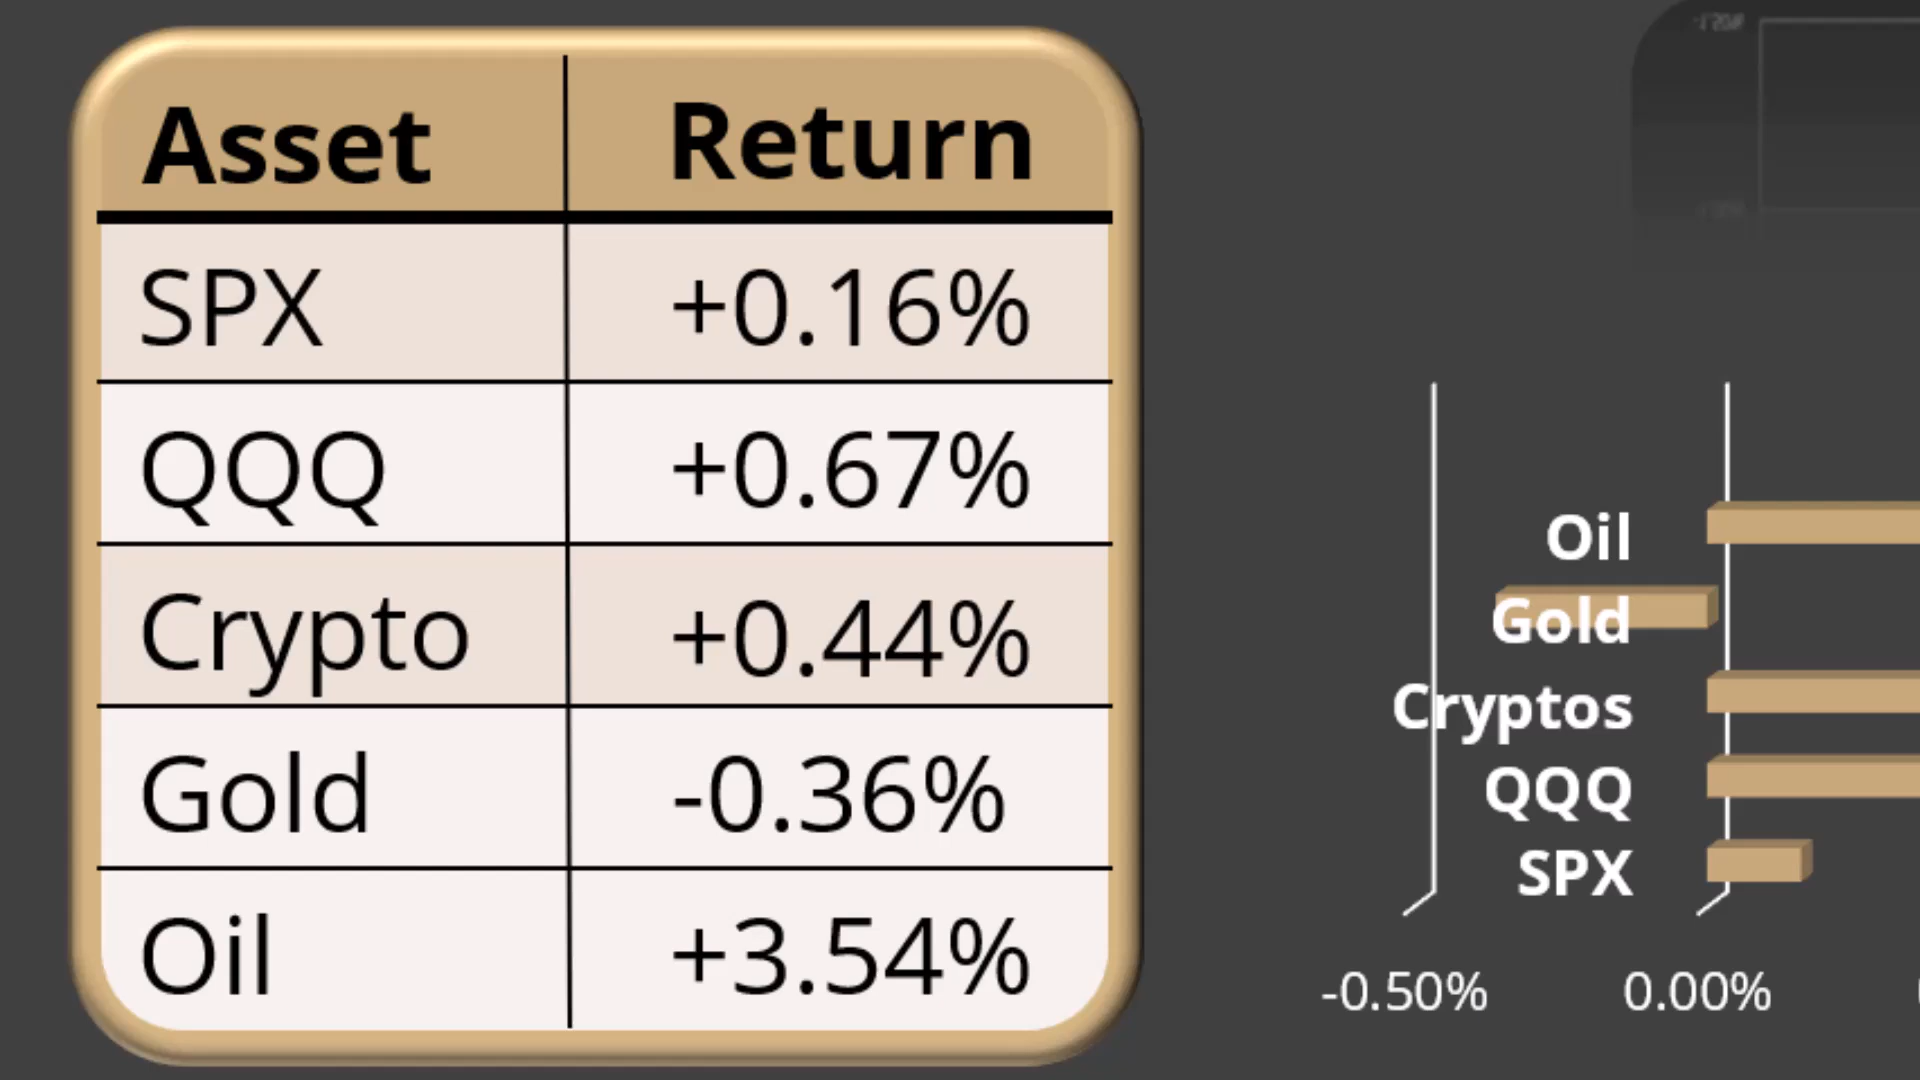 Asset Return
SPX +0.16%
QQQ +0.67%
Crypto +0.44%
Gold -0.36%
Oil +3.54%
Oil
Gold
Cryptos
QQQ
SPX
-0.50% 0.00%